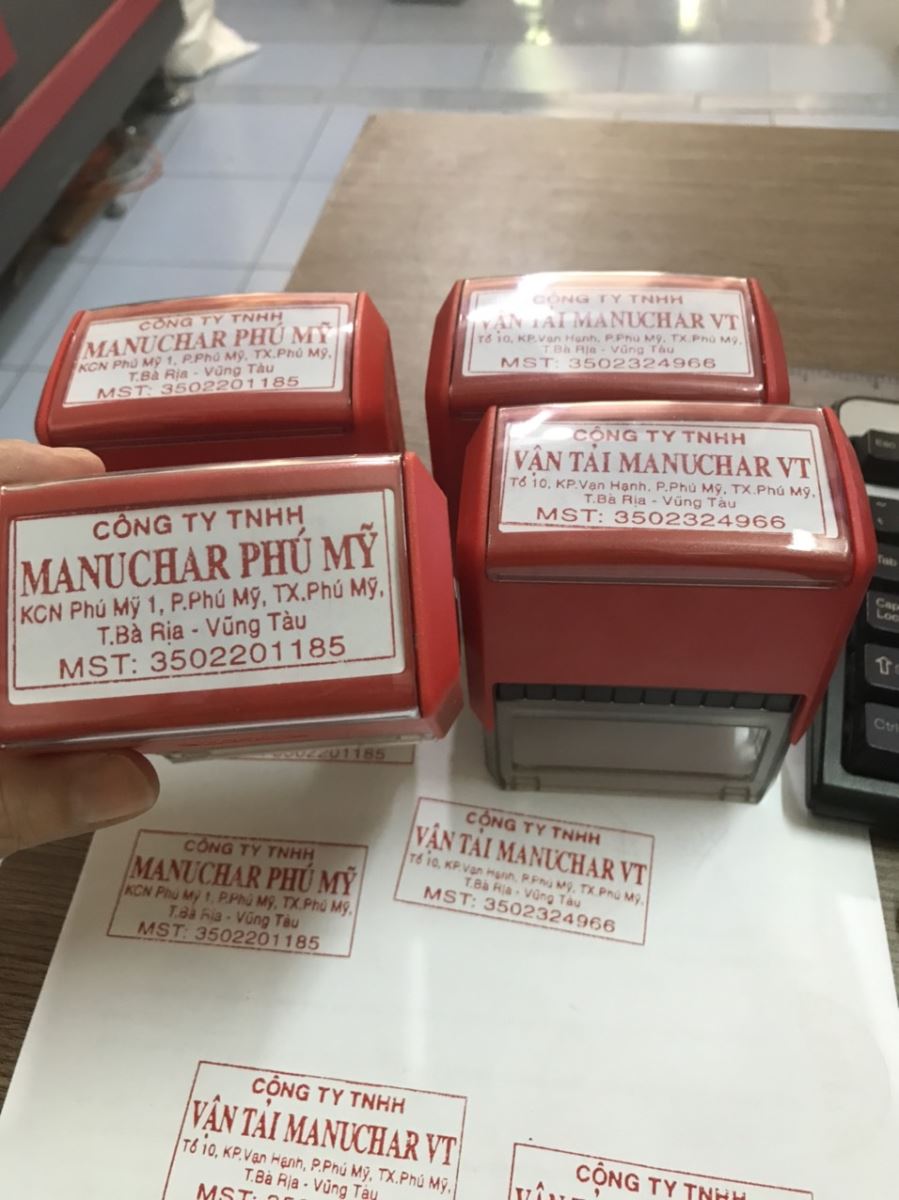 CÔNG TY TNHH
MANUCHAR PHÚ MỸ
KCN Phú Mỹ 1, P.Phú Mỹ, TX.Phú Mỹ,
T.Bà Rịa - Vũng Tàu
MST: 3502201185
CÔNG TY TNHH
VẬN TẢI MANUCHAR VT
Tổ 10, KP.Vạn Hạnh, P.Phú Mỹ, TX.Phú Mỹ,
T.Bà Rịa - Vũng Tàu
MST: 3502324966
CÔNG TY TNHH
MANUCHAR PHÚ MỸ
KCN Phú Mỹ 1, P.Phú Mỹ, TX.Phú Mỹ,
T.Bà Rịa - Vũng Tàu
MST: 3502201185
CÔNG TY TNHH
VẬN TẢI MANUCHAR VT
Tổ 10, KP.Vạn Hạnh, P.Phú Mỹ, TX.Phú Mỹ,
T.Bà Rịa - Vũng Tàu
MST: 3502324966
Esc
Tab
Caps
Loc
Ctrl
3502201185
CÔNG TY TNHH
MANUCHAR PHÚ MỸ
KCN Phú Mỹ 1, P.Phú Mỹ, TX.Phú Mỹ,
T.Bà Rịa - Vũng Tàu
MST: 3502201185
CÔNG TY TNHH
VẬN TẢI MANUCHAR VT
Tổ 10, KP.Vạn Hạnh, P.Phú Mỹ, TX.Phú Mỹ,
T.Bà Rịa - Vũng Tàu
MST: 3502324966
CÔNG TY TNHH
VẬN TẢI MANUCHAR VT
Tổ 10, KP.Vạn Hạnh, P.Phú Mỹ, TX.Phú Mỹ,
T.Bà Rịa - Vũng Tàu
MST:
CÔNG TY TNHH